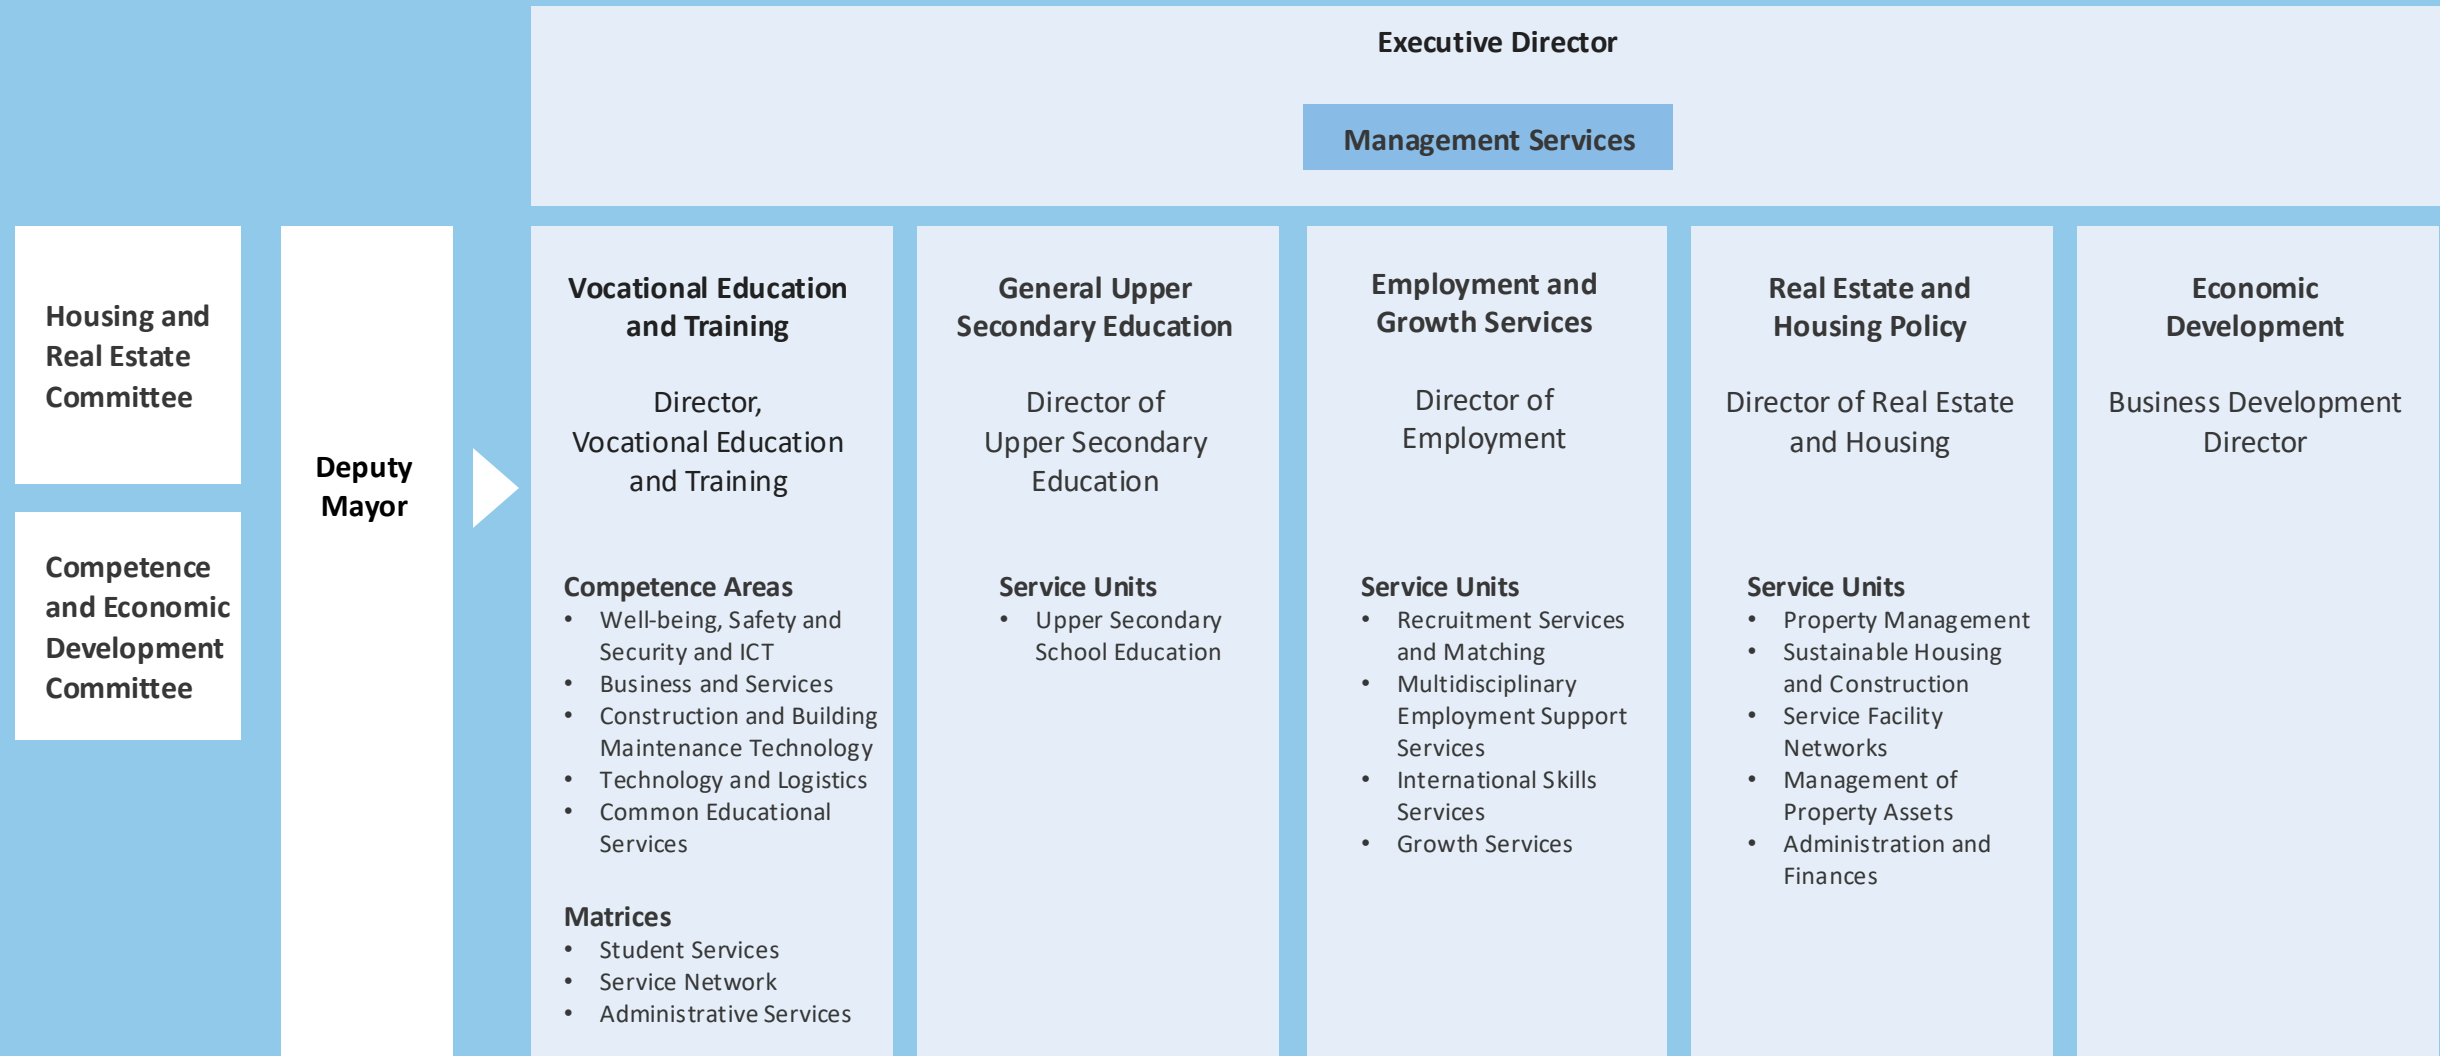 Executive Director
Management Services
Housing and
Real Estate
Committee
Competence
and Economic
Development
Committee
Deputy
Mayor
Vocational Education
and Training
Director,
Vocational Education
and Training
Competence Areas
• Well-being, Safety and
Security and ICT
• Business and Services
• Construction and Building
Maintenance Technology
• Technology and Logistics
• Common Educational
Services
Matrices
• Student Services
• Service Network
• Administrative Services
General Upper
Secondary Education
Director of
Upper Secondary
Education
Service Units
• Upper Secondary
School Education
Employment and
Growth Services
Director of
Employment
Service Units
• Recruitment Services
and Matching
• Multidisciplinary
Employment Support
Services
• International Skills
Services
• Growth Services
Real Estate and
Housing Policy
Director of Real Estate
and Housing
Service Units
• Property Management
• Sustainable Housing
and Construction
• Service Facility
Networks
• Management of
Property Assets
• Administration and
Finances
Economic
Development
Business Development
Director